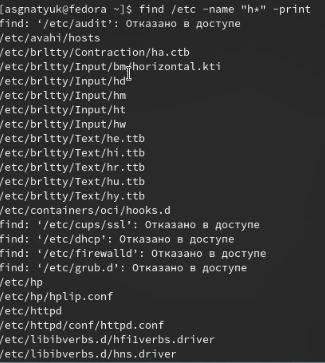 [asgnatyuk@fedora ~]$ find /etc -name "h*" -print
find: ‘/etc/audit’: Отказано в доступе
/etc/avahi/hosts
/etc/brltty/Contraction/ha.ctb
/etc/brltty/Input/bm/horizontal.kti
/etc/brltty/Input/hd
/etc/brltty/Input/hm
/etc/brltty/Input/ht
/etc/brltty/Input/hw
/etc/brltty/Text/he.ttb
/etc/brltty/Text/hi.ttb
/etc/brltty/Text/hr.ttb
/etc/brltty/Text/hu.ttb
/etc/brltty/Text/hy.ttb
/etc/containers/oci/hooks.d
find: ‘/etc/cups/ssl’: Отказано в доступе
find: ‘/etc/dhcp’: Отказано в доступе
find: ‘/etc/firewalld’: Отказано в доступе
find: ‘/etc/grub.d’: Отказано в доступе
/etc/hp
/etc/hp/hplip.conf
/etc/httpd
/etc/httpd/conf/httpd.conf
/etc/libibverbs.d/hfi1verbs.driver
/etc/libibverbs.d/hns.driver